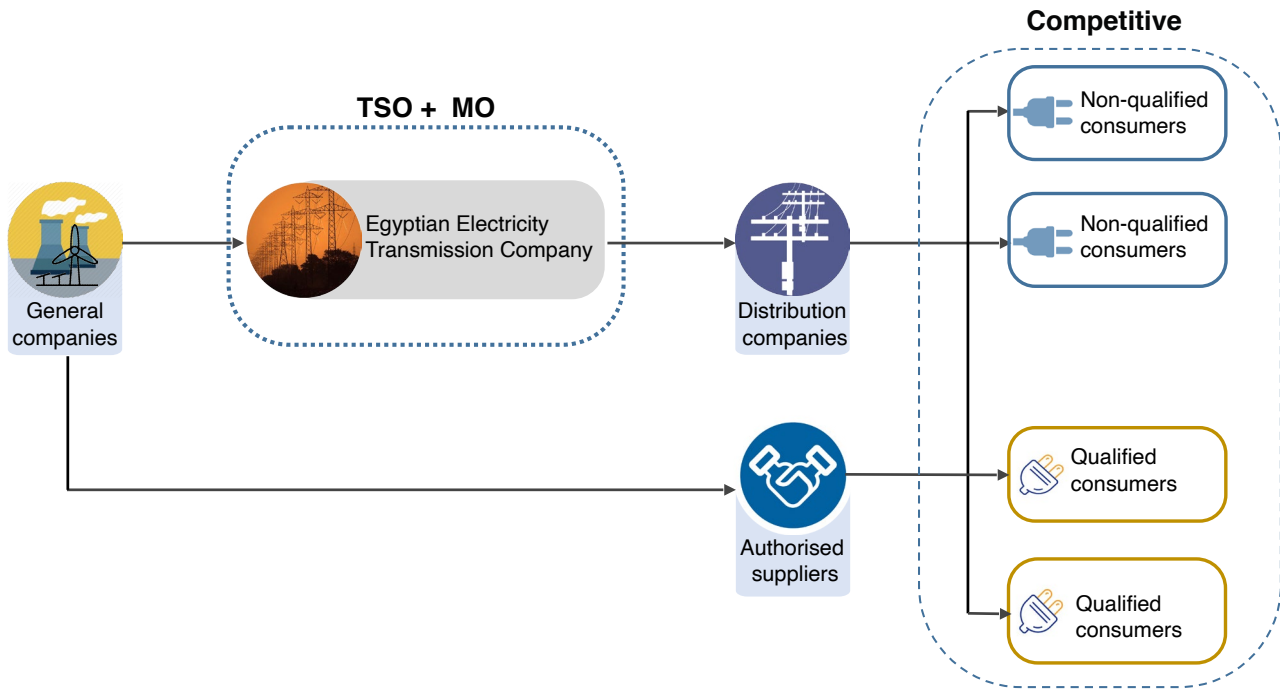 Competitive
TSO + MO
Non-qualified
consumers
Egyptian Electricity
Transmission Company
Non-qualified
consumers
General
companies
Distribution
companies
Qualified
consumers
Authorised
suppliers
Qualified
consumers